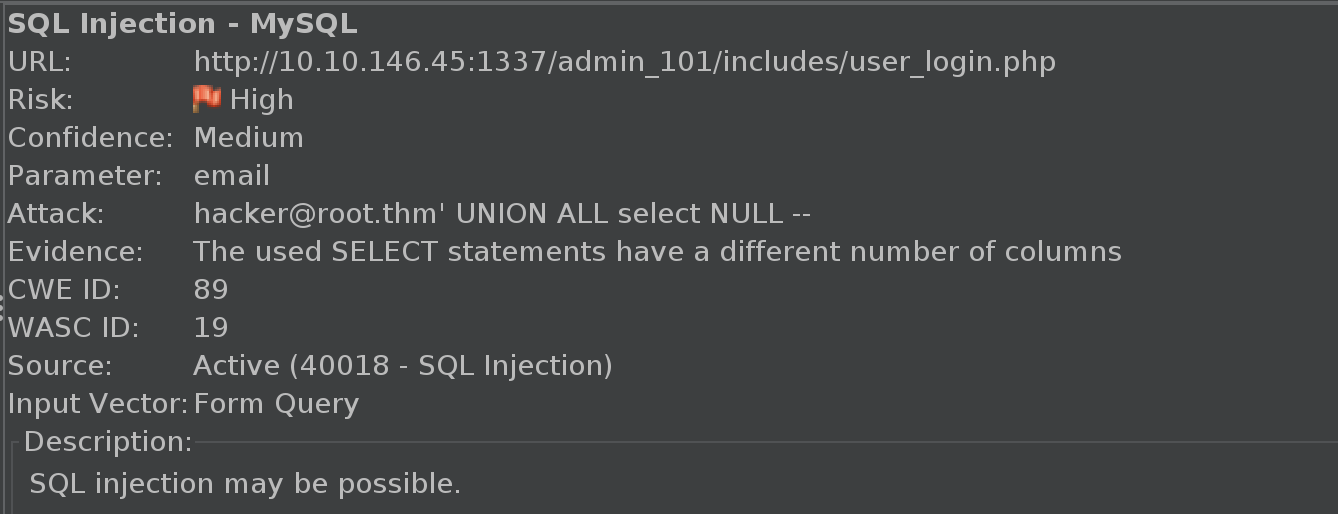 SQL Injection - MySQL
URL: http://10.10.146.45:1337/admin_101/includes/user_login.php
Risk: High
Confidence: Medium
Parameter: email
Attack: hacker@root.thm' UNION ALL select NULL --
Evidence: The used SELECT statements have a different number of columns
CWE ID: 89
WASC ID: 19
Source: Active (40018 - SQL Injection)
Input Vector: Form Query
Description:
SQL injection may be possible.